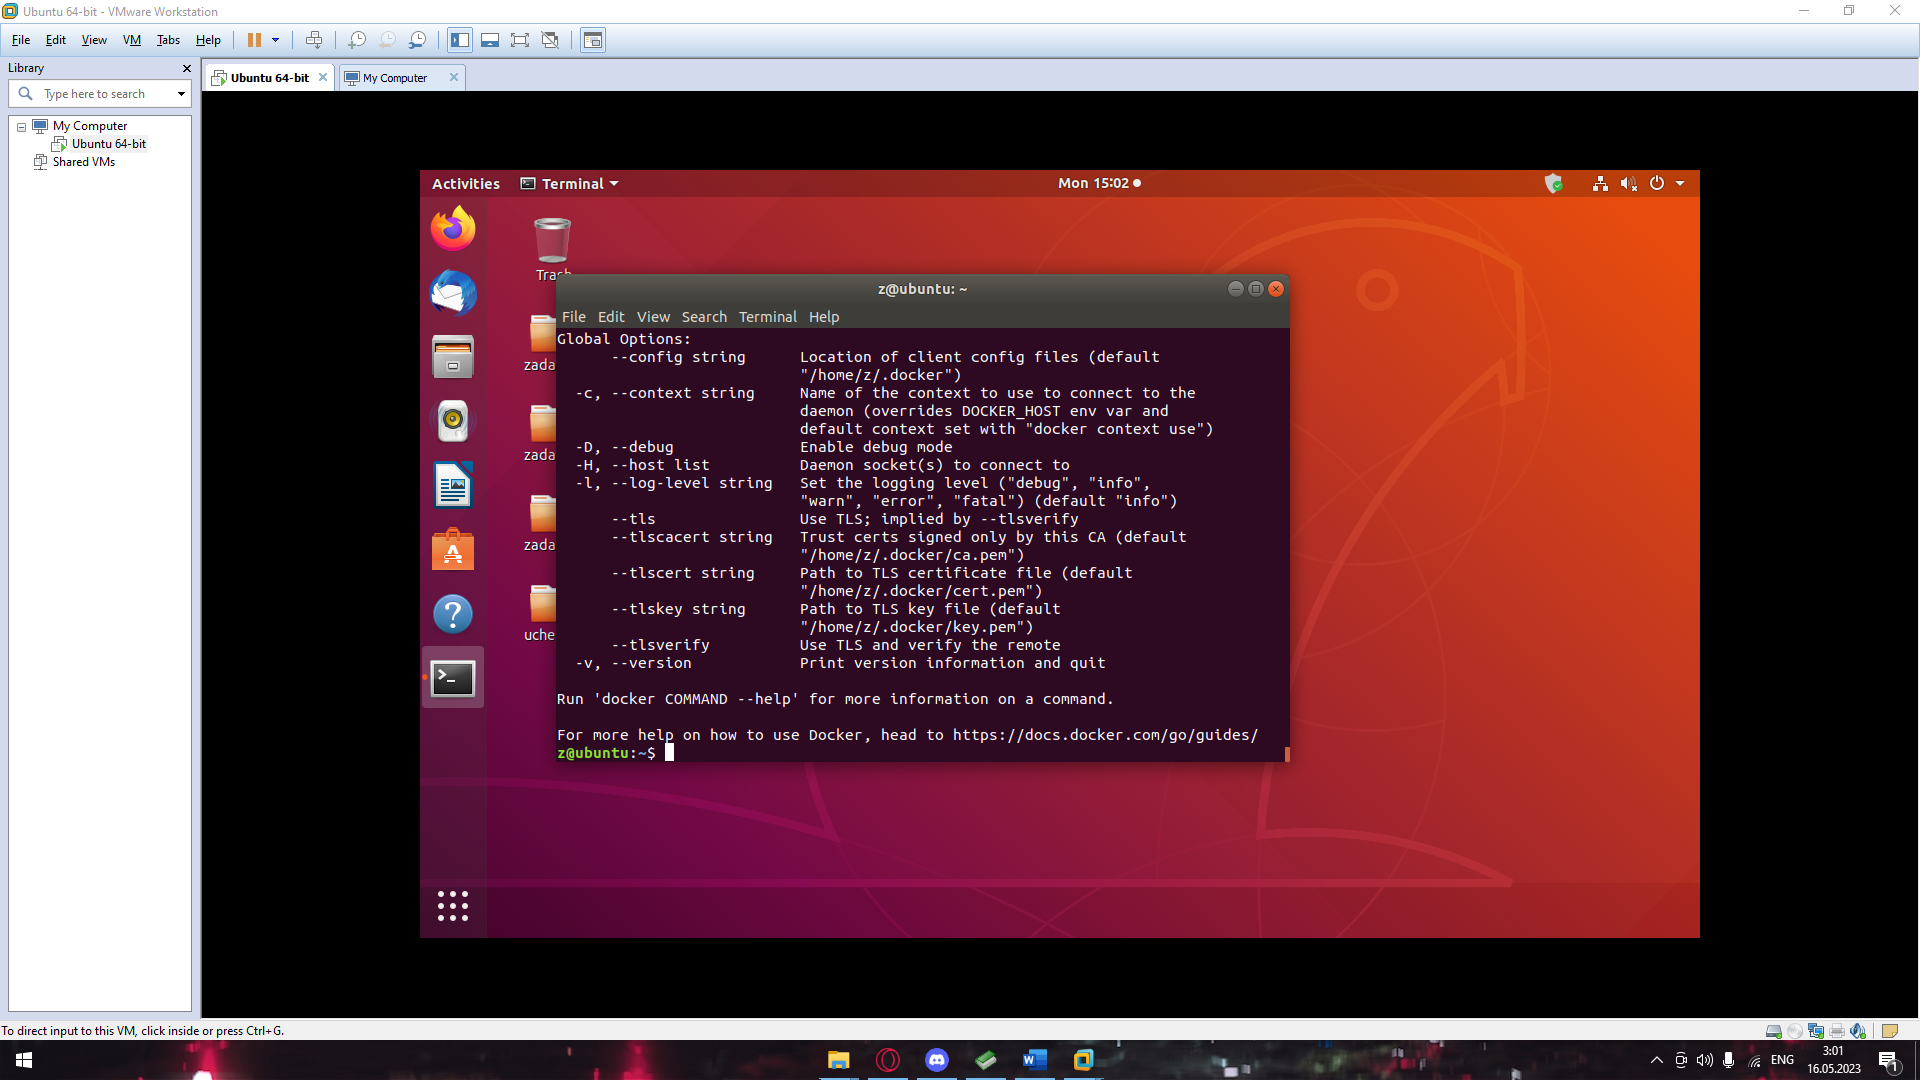 Ubuntu 64-bit - VMware Workstation
File Edit View VM Tabs Help
Library
Type here to search
My Computer
Ubuntu 64-bit
Shared VMs
Ubuntu 64-bit My Computer
Activities Terminal Mon 15:02
Trash
zada
zada
zada
uche
z@ubuntu: ~
File Edit View Search Terminal Help
Global Options:
--config string Location of client config files (default
"/home/z/.docker")
-c, --context string Name of the context to use to connect to the
daemon (overrides DOCKER_HOST env var and
default context set with "docker context use")
-D, --debug Enable debug mode
-H, --host list Daemon socket(s) to connect to
-l, --log-level string Set the logging level ("debug", "info",
"warn", "error", "fatal") (default "info")
--tls Use TLS; implied by --tlsverify
--tlscacert string Trust certs signed only by this CA (default
"/home/z/.docker/ca.pem")
--tlscert string Path to TLS certificate file (default
"/home/z/.docker/cert.pem")
--tlskey string Path to TLS key file (default
"/home/z/.docker/key.pem")
--tlsverify Use TLS and verify the remote
-v, --version Print version information and quit
Run 'docker COMMAND --help' for more information on a command.
For more help on how to use Docker, head to https://docs.docker.com/go/guides/
z@ubuntu:~$
To direct input to this VM, click inside or press Ctrl+G.
ENG
3:01
16.05.2023
1